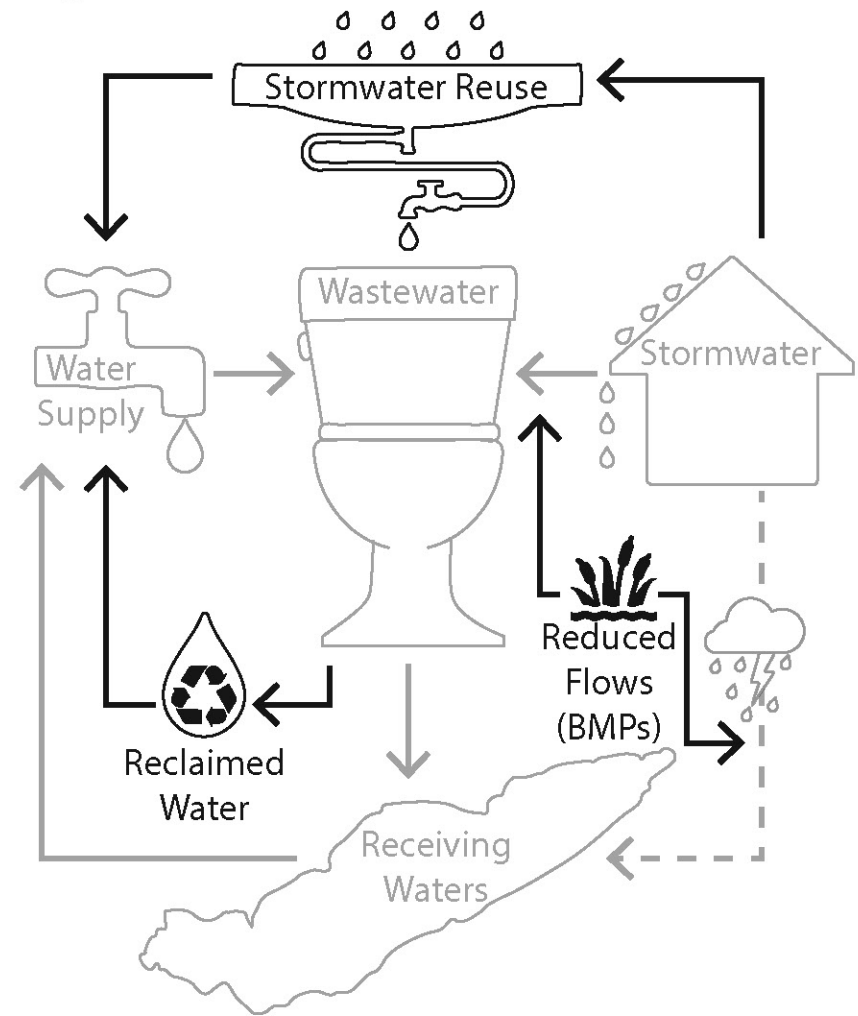 Stormwater Reuse
Wastewater
Stormwater
Water
Supply
Reduced
Flows
(BMPs)
Reclaimed
Water
Receiving
Waters